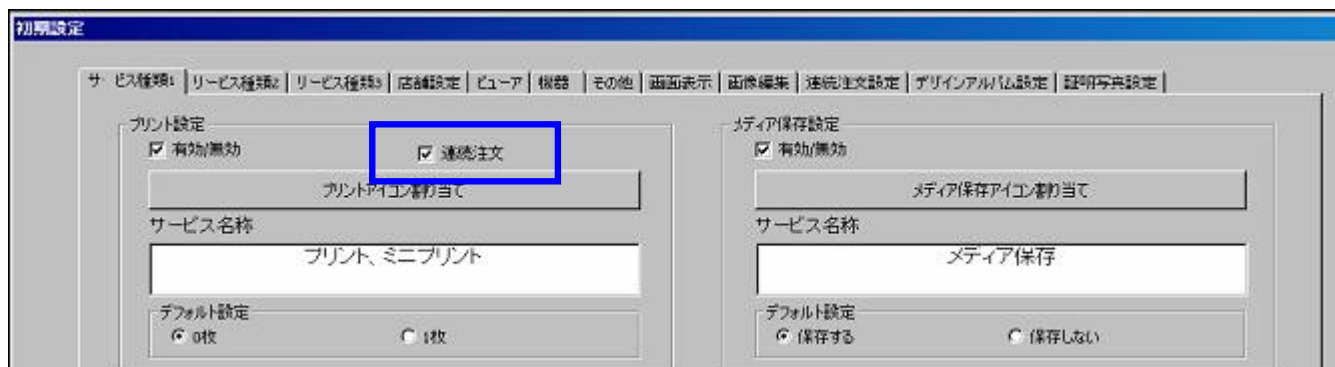 初期設定
サービス種類1 サービス種類2 サービス種類3 店舗設定 ビューア 機器 その他 画面表示 画像編集 連続注文設定 デザインアルバム設定 証明写真設定
プリント設定 メディア保存設定
有効/無効 連続注文 有効/無効
プリントアイコン割り当て メディア保存アイコン割り当て
サービス名称 サービス名称
プリント、ミニプリント メディア保存
デフォルト設定 デフォルト設定
0枚 1枚 保存する 保存しない